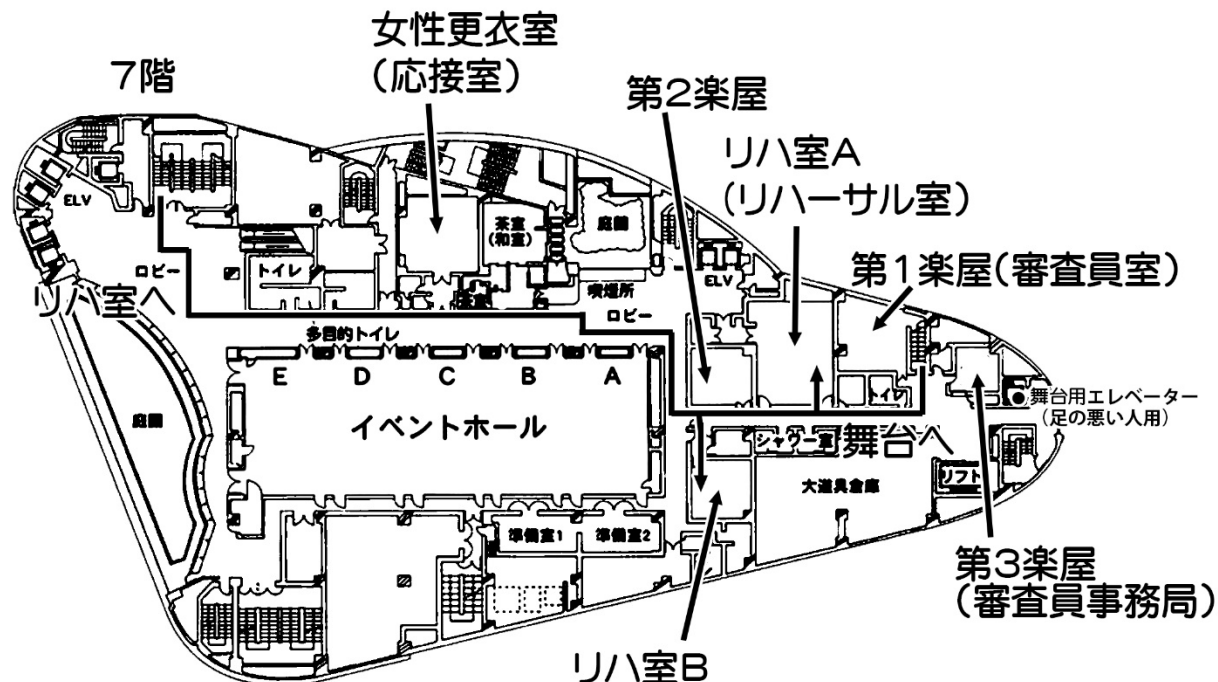 女性更衣室
(応接室)
7階
第2楽屋
リハ室A
(リハーサル室)
第1楽屋(審査員室)
ELV
茶室
(和室)
庭園
ELV
トイレ
ロビー
茶室
喫煙所
ロビー
リハ室へ
多目的トイレ
E D C B A
イベントホール
トイレ
舞台用エレベーター
(足の悪い人用)
庭園
シャワー室
舞台へ
大道具倉庫
リフト
準備室1
準備室2
第3楽屋
(審査員事務局)
リハ室B